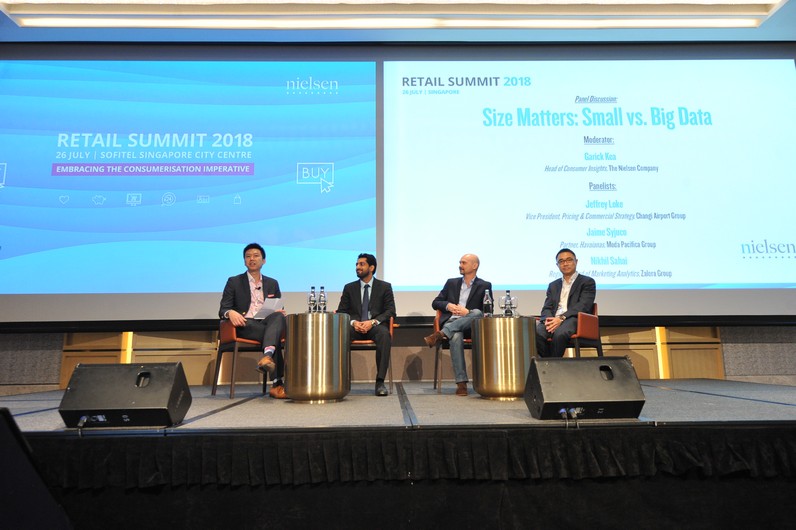 nielsen
RETAIL SUMMIT 2018
26 JULY | SOFITEL SINGAPORE CITY CENTRE
EMBRACING THE CONSUMERISATION IMPERATIVE
BUY
RETAIL SUMMIT 2018
26 JULY | SINGAPORE
Panel Discussion:
Size Matters: Small vs. Big Data
Moderator:
Garick Kea
Head of Consumer Insights, The Nielsen Company
Panelists:
Jeffrey Loke
Vice President, Pricing & Commercial Strategy, Changi Airport Group
Jaime Syjuco
Partner, Havaianas, Moda Pacifica Group
Nikhil Sahai
of Marketing Analytics, Zalora Group
nielsen